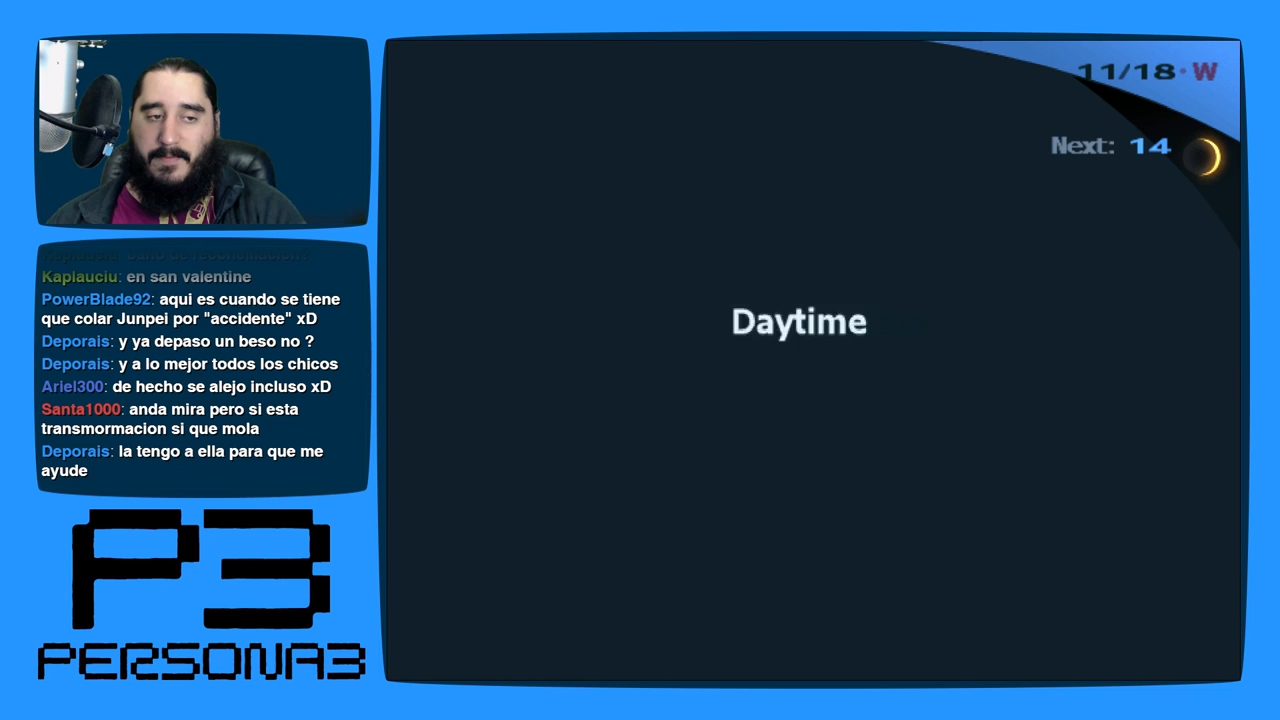 Kaplauciu: en san valentine
PowerBlade92: aqui es cuando se tiene
que colar Junpei por "accidente" xD
Deporais: y ya depaso un beso no ?
Deporais: y a lo mejor todos los chicos
Ariel300: de hecho se alejo incluso xD
Santa1000: anda mira pero si esta
transmormacion si que mola
Deporais: la tengo a ella para que me
ayude
P3
PERSONA3
11/18·W
Next: 14
Daytime